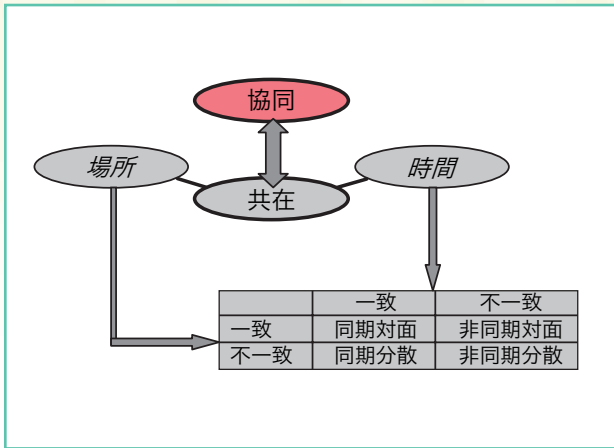 協同
場所
時間
共在
一致 不一致
一致 同期対面 非同期対面
不一致 同期分散 非同期分散